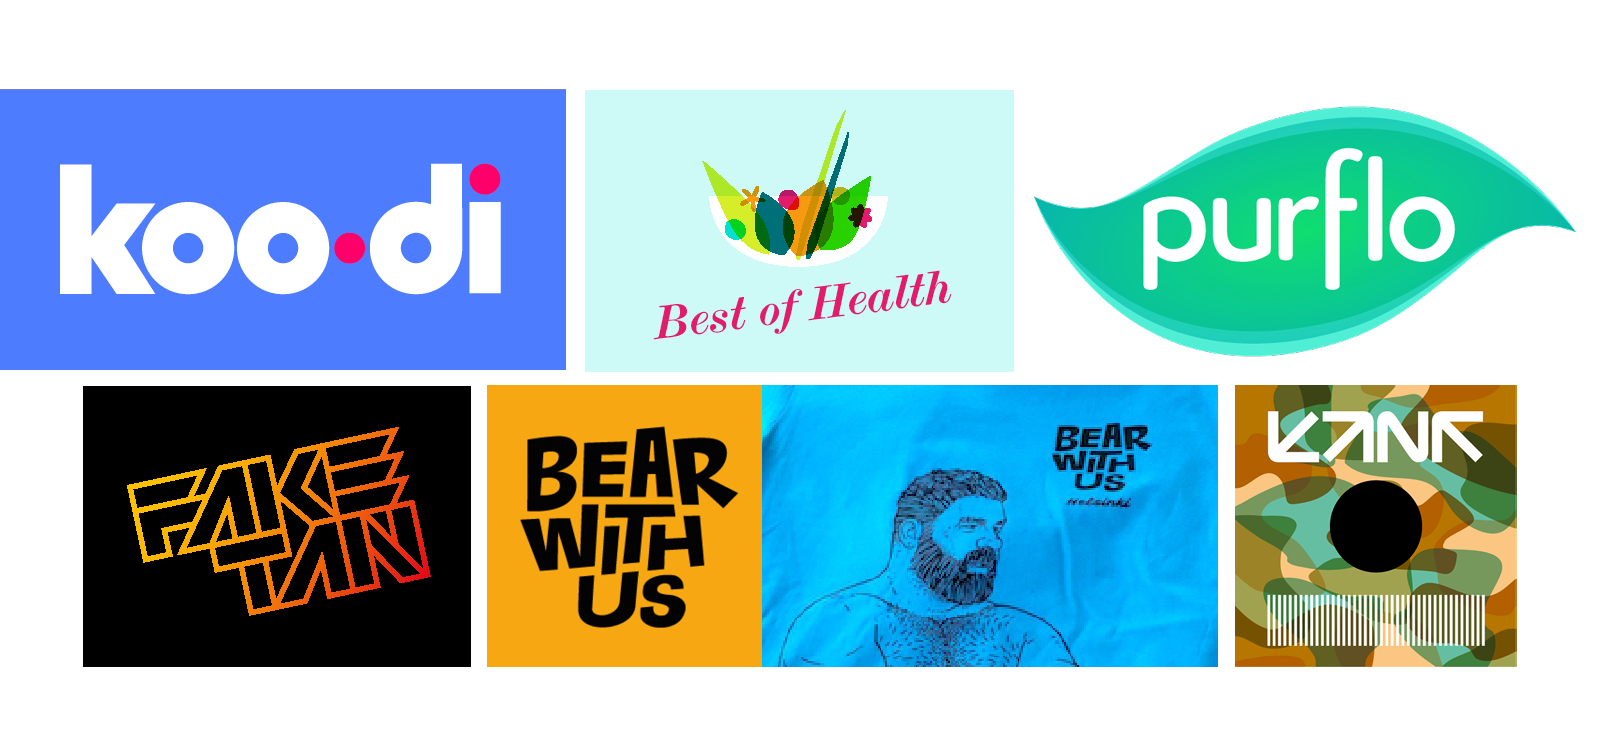 koo•di
Best of Health
purflo
FAKE
TAN
BEAR
WITH
US
BEAR
WITH
US
Helsinki
KANA